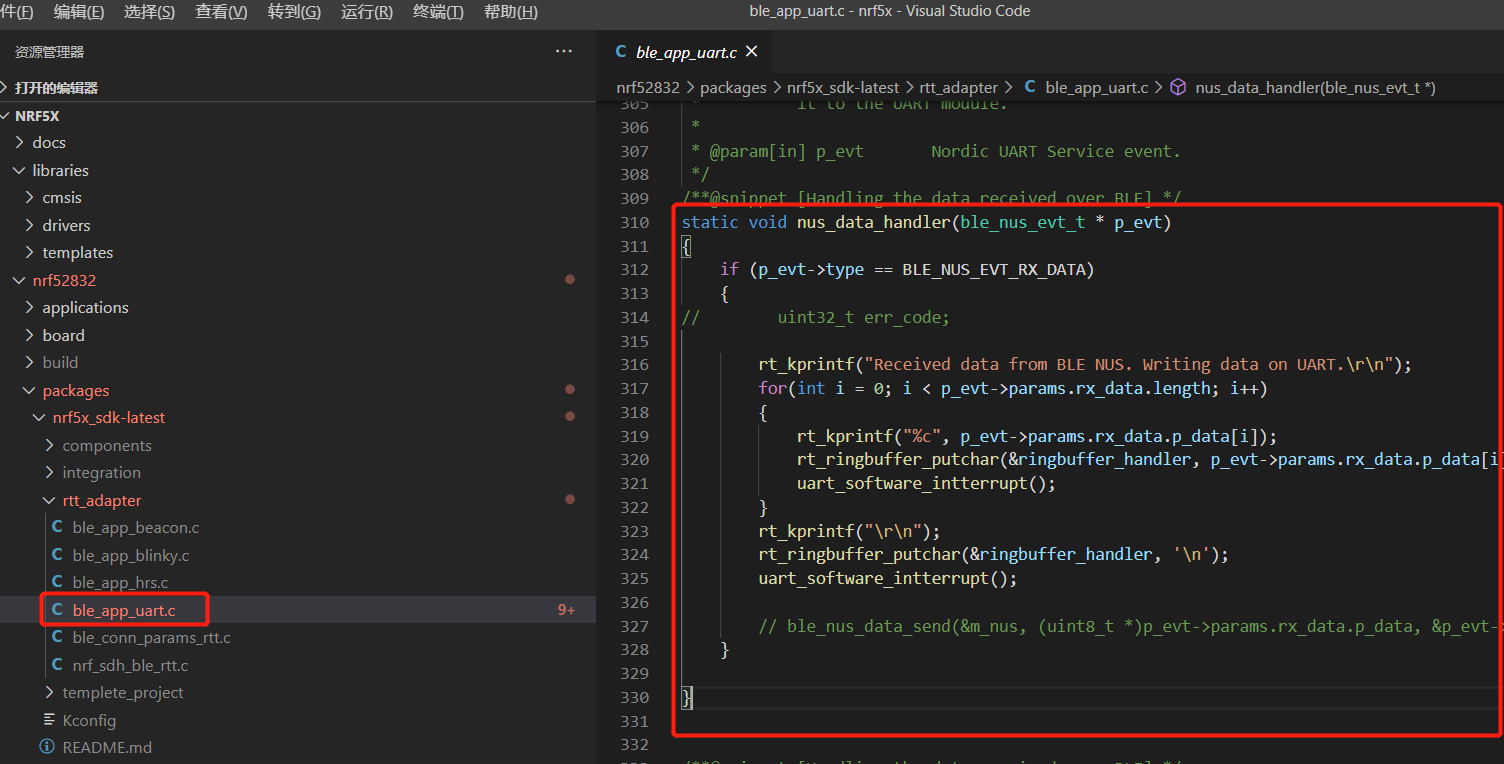 件(F) 编辑(E) 选择(S) 查看(V) 转到(G) 运行(R) 终端(T) 帮助(H) ble_app_uart.c - nrf5x - Visual Studio Code
资源管理器 ···
打开的编辑器
NRF5X
docs
libraries
cmsis
drivers
templates
nrf52832
applications
board
build
packages
nrf5x_sdk-latest
components
integration
rtt_adapter
C ble_app_beacon.c
C ble_app_blinky.c
C ble_app_hrs.c
C ble_app_uart.c 9+
C ble_conn_params_rtt.c
C nrf_sdh_ble_rtt.c
templete_project
Kconfig
README.md
C ble_app_uart.c
nrf52832 > packages > nrf5x_sdk-latest > rtt_adapter > C ble_app_uart.c > nus_data_handler(ble_nus_evt_t *)
305 * it to the UART module.
306 *
307 * @param[in] p_evt Nordic UART Service event.
308 */
309 /**@snippet [Handling the data received over BLE] */
310 static void nus_data_handler(ble_nus_evt_t * p_evt)
311 {
312 if (p_evt->type == BLE_NUS_EVT_RX_DATA)
313 {
314 // uint32_t err_code;
315
316 rt_kprintf("Received data from BLE NUS. Writing data on UART.\r\n");
317 for(int i = 0; i < p_evt->params.rx_data.length; i++)
318 {
319 rt_kprintf("%c", p_evt->params.rx_data.p_data[i]);
320 rt_ringbuffer_putchar(&ringbuffer_handler, p_evt->params.rx_data.p_data[i
321 uart_software_intterrupt();
322 }
323 rt_kprintf("\r\n");
324 rt_ringbuffer_putchar(&ringbuffer_handler, '\n');
325 uart_software_intterrupt();
326
327 // ble_nus_data_send(&m_nus, (uint8_t *)p_evt->params.rx_data.p_data, &p_evt-
328 }
329
330 }
331
332